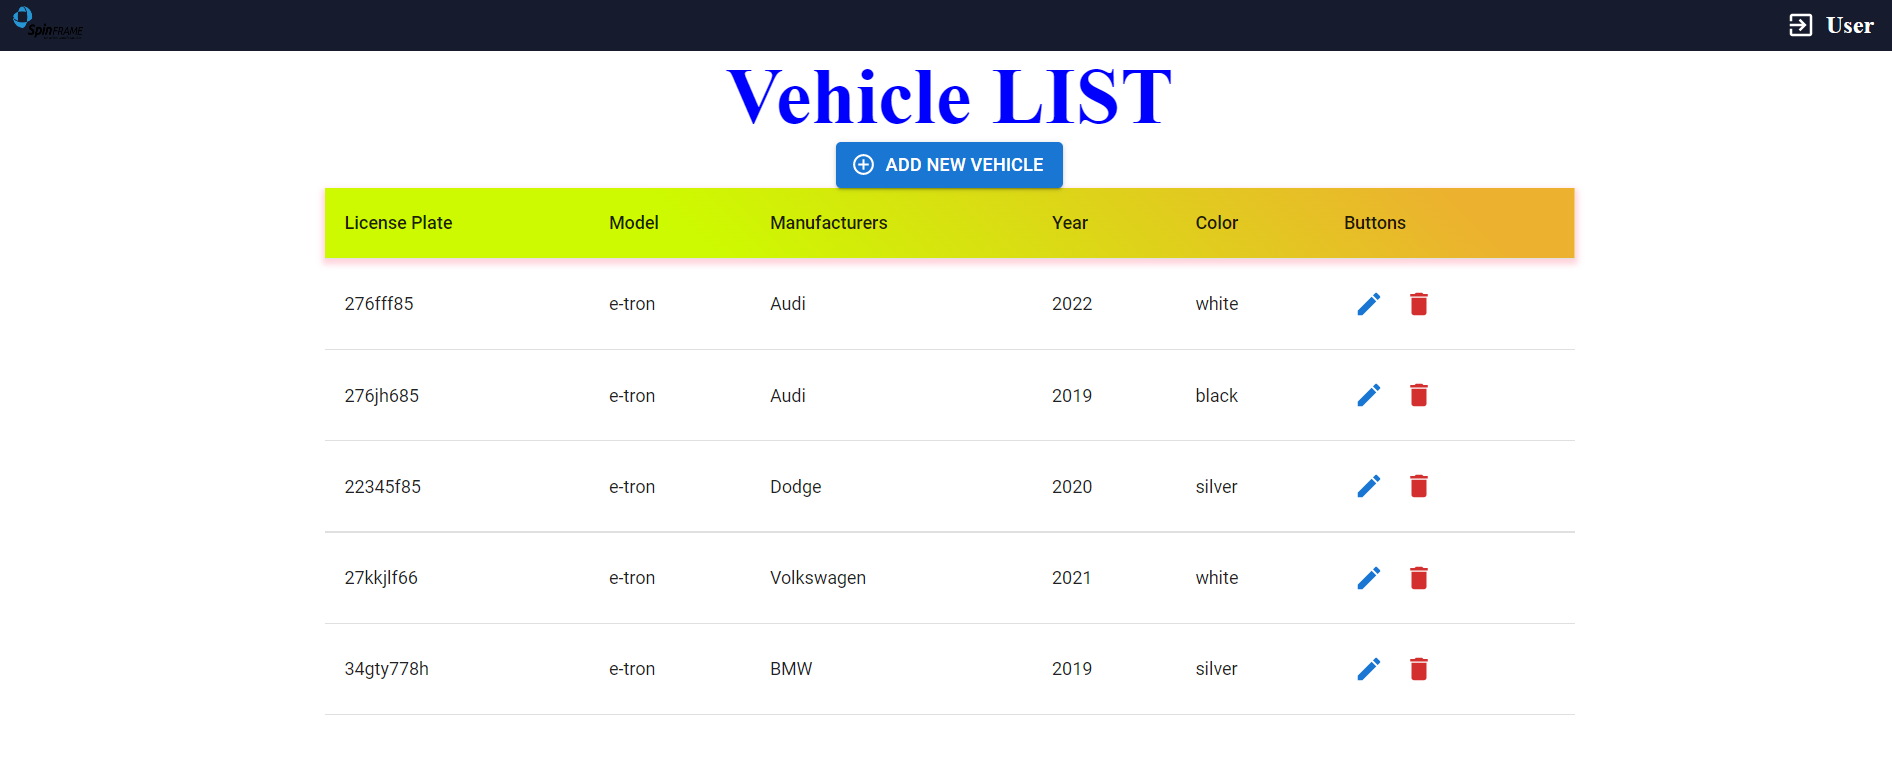 SpinFRAME
User
Vehicle LIST
ADD NEW VEHICLE
License Plate Model Manufacturers Year Color Buttons
276fff85 e-tron Audi 2022 white
276jh685 e-tron Audi 2019 black
22345f85 e-tron Dodge 2020 silver
27kkjlf66 e-tron Volkswagen 2021 white
34gty778h e-tron BMW 2019 silver